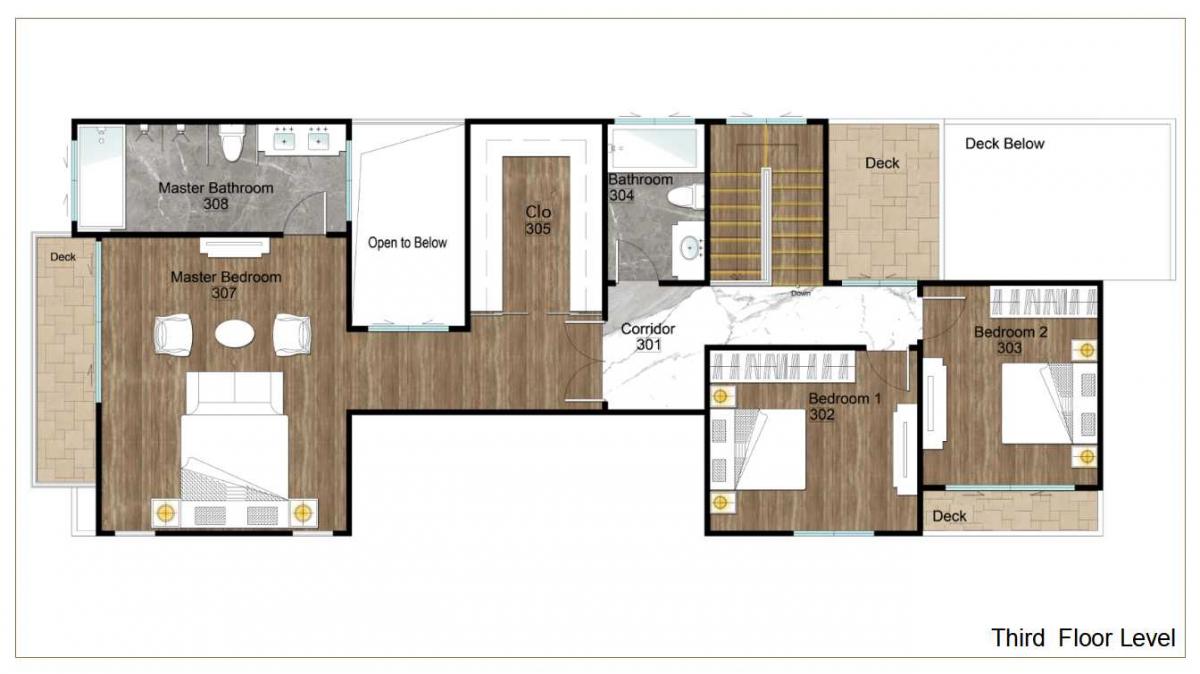 Deck Below
Deck
Bathroom
304
Master Bathroom
308
Clo
305
Open to Below
Deck
Master Bedroom
307
Down
Corridor
301
Bedroom 2
303
Bedroom 1
302
Deck
Third Floor Level